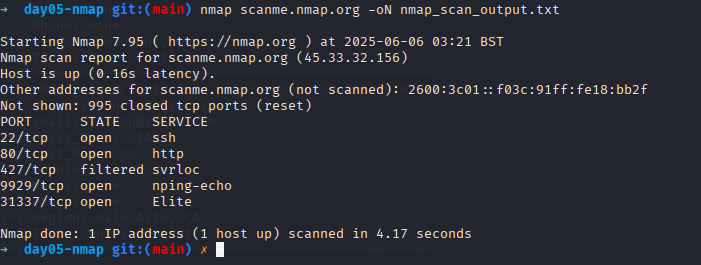 → day05-nmap git:(main) nmap scanme.nmap.org -oN nmap_scan_output.txt
Starting Nmap 7.95 ( https://nmap.org ) at 2025-06-06 03:21 BST
Nmap scan report for scanme.nmap.org (45.33.32.156)
Host is up (0.16s latency).
Other addresses for scanme.nmap.org (not scanned): 2600:3c01::f03c:91ff:fe18:bb2f
Not shown: 995 closed tcp ports (reset)
PORT STATE SERVICE
22/tcp open ssh
80/tcp open http
427/tcp filtered svrloc
9929/tcp open nping-echo
31337/tcp open Elite
Nmap done: 1 IP address (1 host up) scanned in 4.17 seconds
→ day05-nmap git:(main) ✗